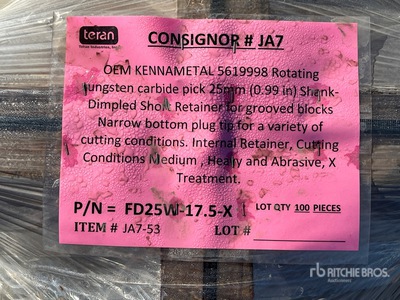 teran
CONSIGNOR # JA7
OEM KENNAMETAL 5619998 Rotating
tungsten carbide pick 25mm (0.99 in) Shank-
Dimpled Short Retainer for grooved blocks
Narrow bottom plug tip for a variety of
cutting conditions. Internal Retainer, Cutting
Conditions Medium , Heavy and Abrasive, X
Treatment.
P/N = FD25W-17.5-X LOT QTY 100 PIECES
ITEM # JA7-53 LOT #
rb RITCHIE BROS.
Auctioneers